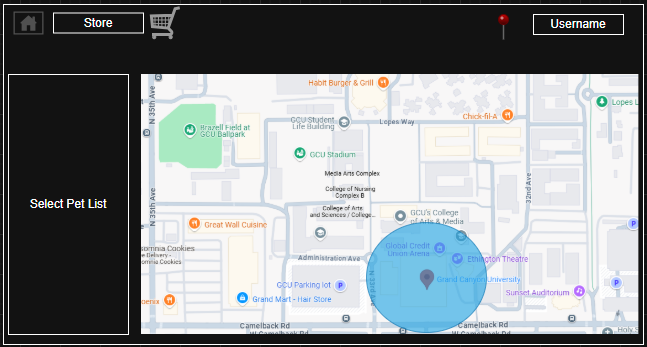 Store
Username
Select Pet List
Habit Burger & Grill
N 35th Ave
GCU Student
Life Building
Lopes Way
Chick-fil-A
Lopes L
Brazell Field at
GCU Ballpark
GCU Stadium
Media Arts Complex
College of Nursing
Complex B
College of Arts
and Sciences / College...
32nd Ave
N 35th Ave
Great Wall Cuisine
GCU's College
of Arts & Media
Global Credit
Union Arena
omnia Cookies
e Delivery -
omnia Cookies
Administration Ave
Ethington Theatre
Grand Canyon University
GCU Parking lot
Grand Mart - Hair Store
Sunset Auditorium
oenix
Camelback Rd
Camelback Rd
W Camelback Rd
W Camelback Rd
Holy S